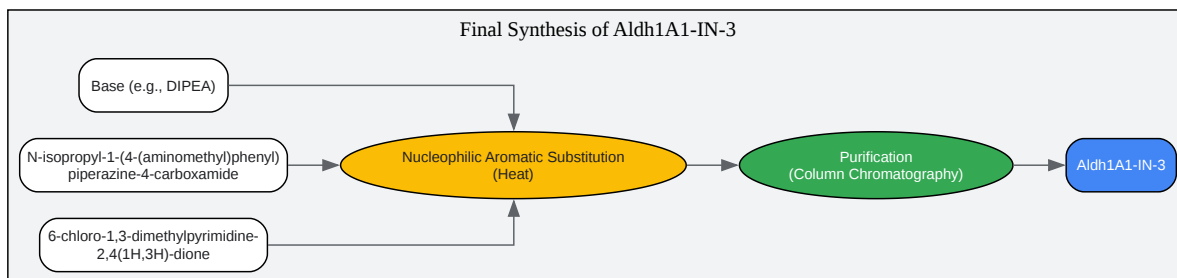 Final Synthesis of Aldh1A1-IN-3
Base (e.g., DIPEA)
N-isopropyl-1-(4-(aminomethyl)phenyl)
piperazine-4-carboxamide
6-chloro-1,3-dimethylpyrimidine-
2,4(1H,3H)-dione
Nucleophilic Aromatic Substitution
(Heat)
Purification
(Column Chromatography)
Aldh1A1-IN-3